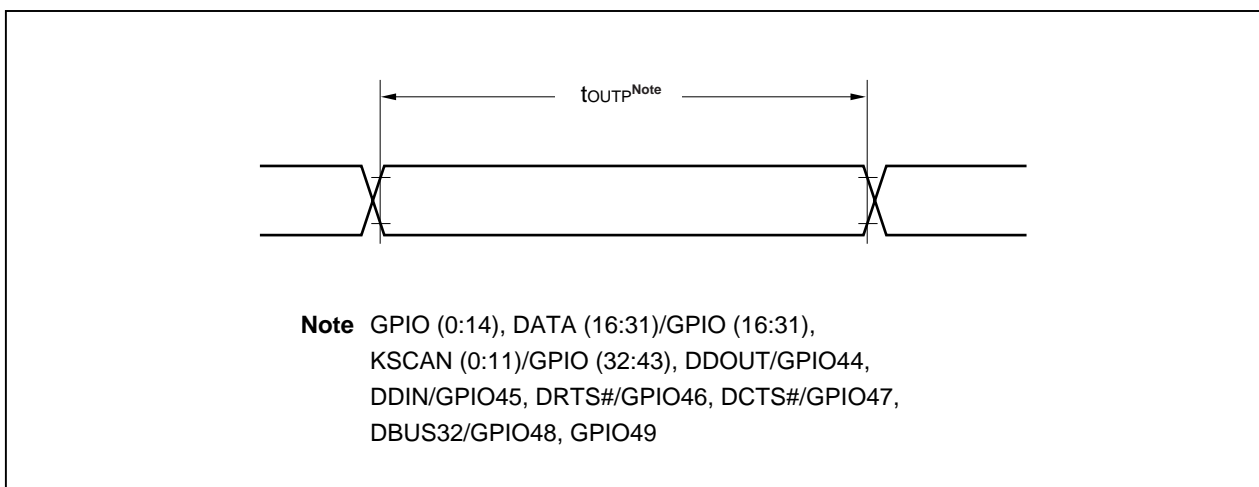 tOUTPNote
Note GPIO (0:14), DATA (16:31)/GPIO (16:31),
KSCAN (0:11)/GPIO (32:43), DDOUT/GPIO44,
DDIN/GPIO45, DRTS#/GPIO46, DCTS#/GPIO47,
DBUS32/GPIO48, GPIO49